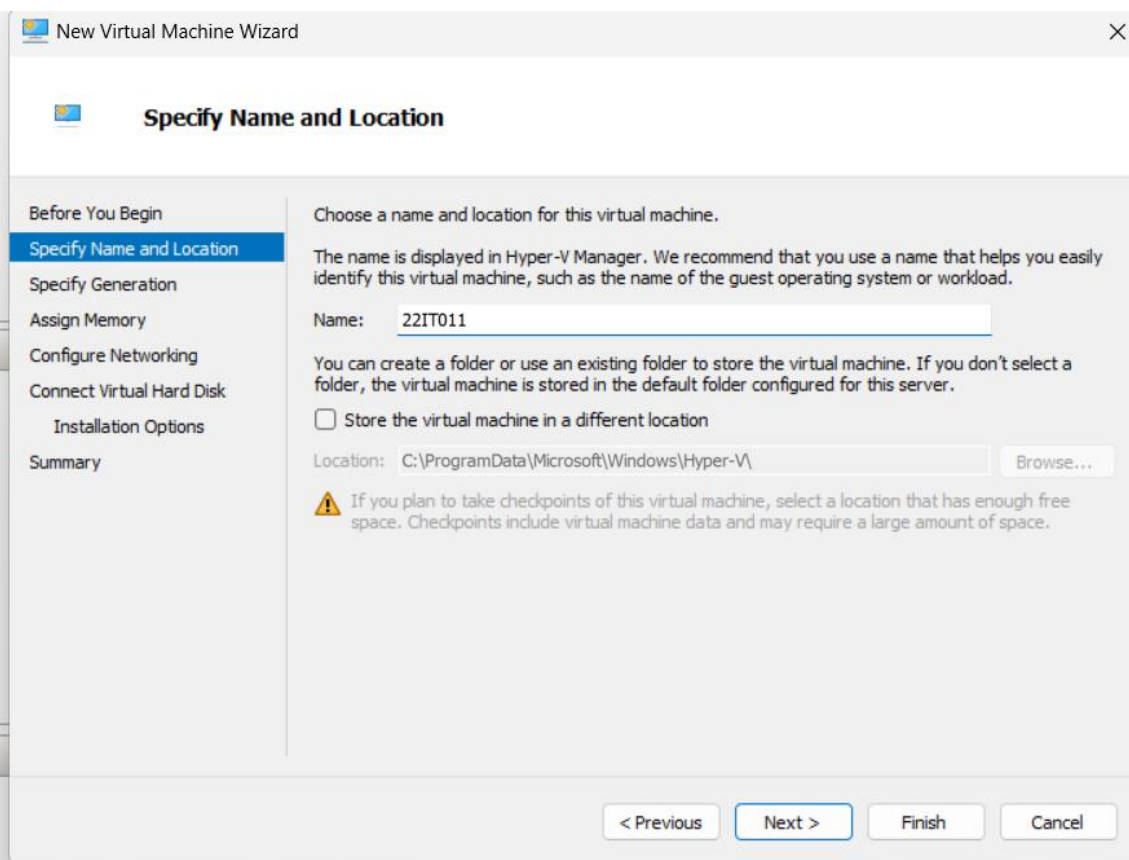 New Virtual Machine Wizard
Specify Name and Location
Before You Begin
Specify Name and Location
Specify Generation
Assign Memory
Configure Networking
Connect Virtual Hard Disk
Installation Options
Summary
Choose a name and location for this virtual machine.
The name is displayed in Hyper-V Manager. We recommend that you use a name that helps you easily
identify this virtual machine, such as the name of the guest operating system or workload.
Name: 22IT011
You can create a folder or use an existing folder to store the virtual machine. If you don't select a
folder, the virtual machine is stored in the default folder configured for this server.
Store the virtual machine in a different location
Location: C:\ProgramData\Microsoft\Windows\Hyper-V\ Browse...
If you plan to take checkpoints of this virtual machine, select a location that has enough free
space. Checkpoints include virtual machine data and may require a large amount of space.
< Previous Next > Finish Cancel